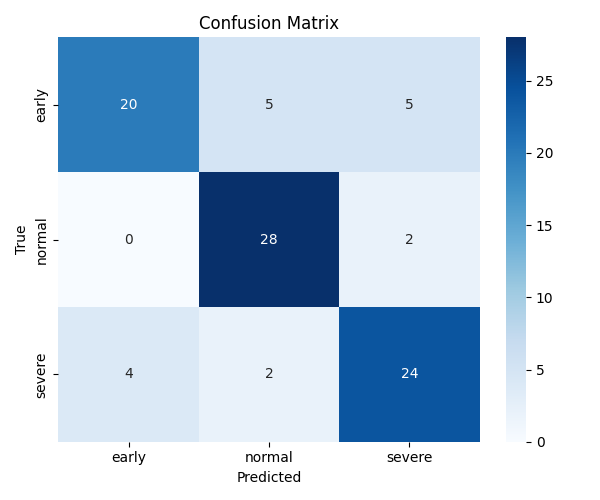 Confusion Matrix
early
20
5
5
True
normal
0
28
2
severe
4
2
24
early
normal
severe
Predicted
25
20
15
10
5
0